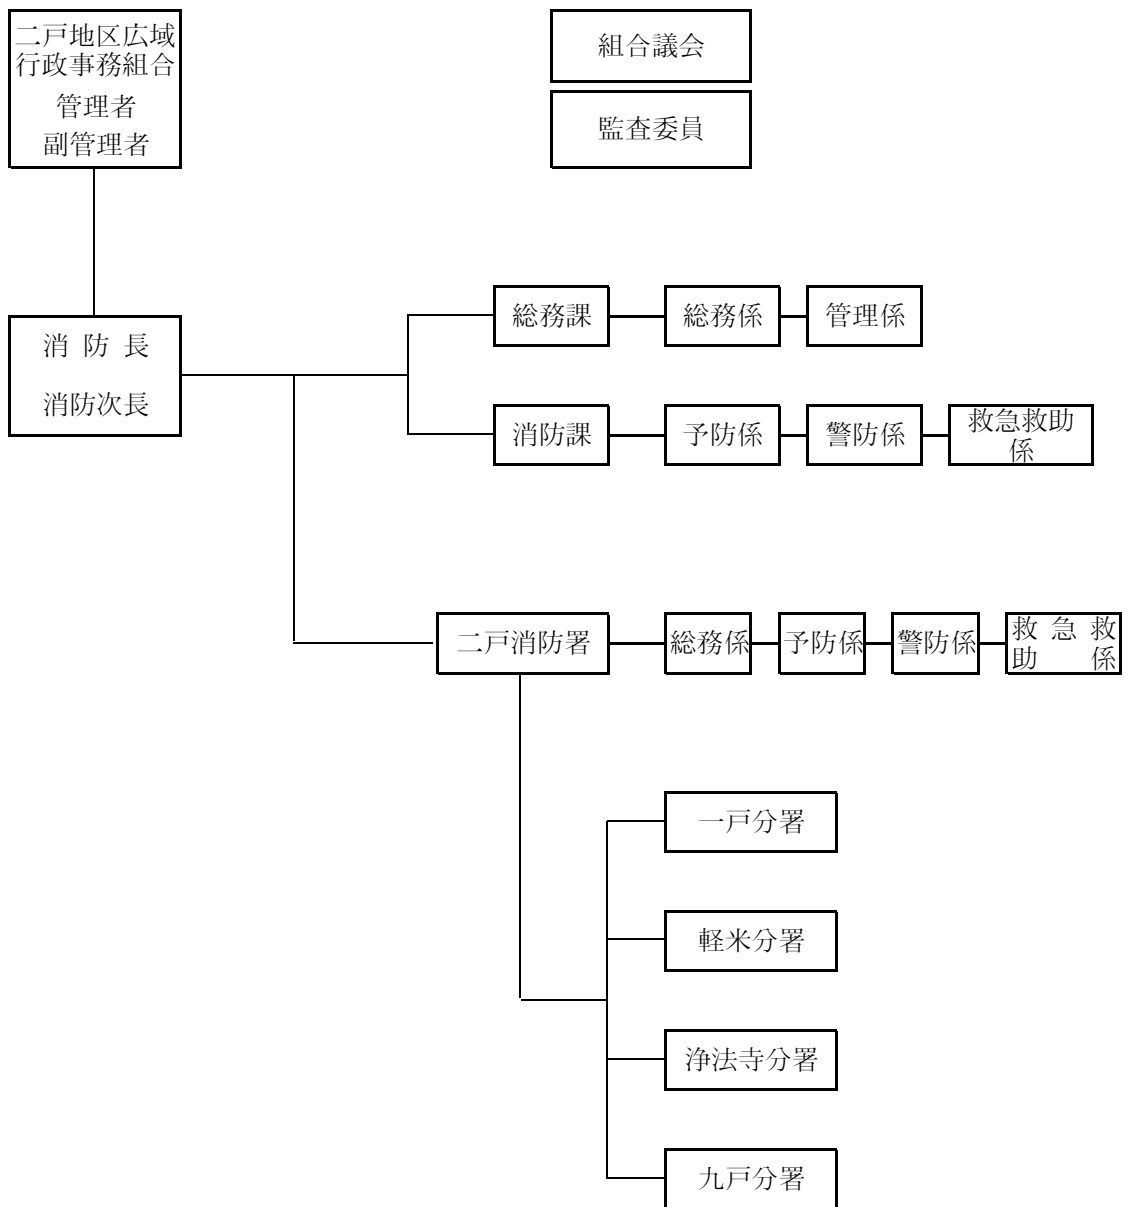 二戸地区広域
行政事務組合
管理者
副管理者
組合議会
監査委員
消 防 長
消防次長
総務課
総務係
管理係
消防課
予防係
警防係
救急救助
係
二戸消防署
総務係
予防係
警防係
救 急 救
助 係
一戸分署
軽米分署
浄法寺分署
九戸分署